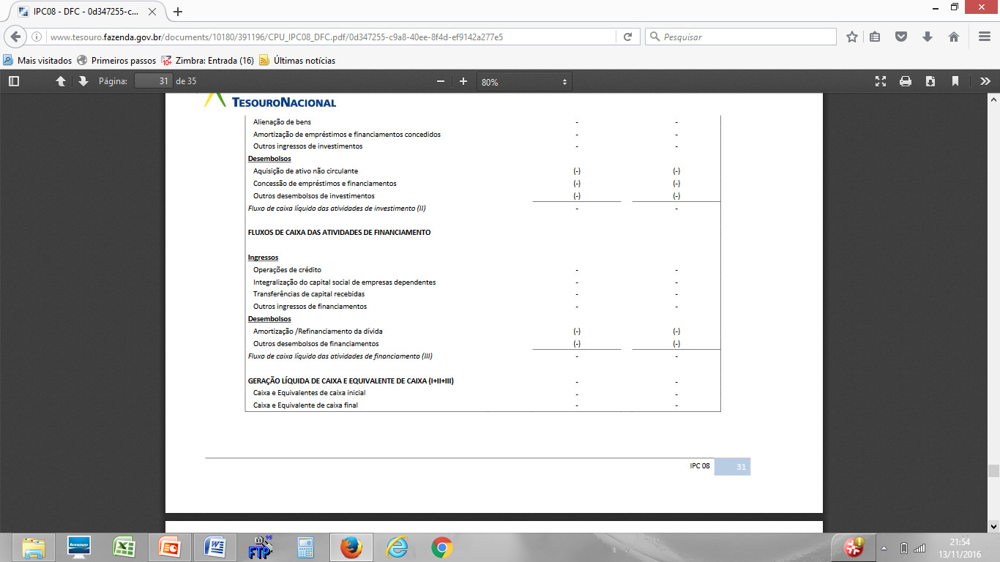 IPC08 - DFC - 0d347255-c...
www.tesouro.fazenda.gov.br/documents/10180/391196/CPU_IPC08_DFC.pdf/0d347255-c9a8-40ee-8f4d-ef9142a277e5
Pesquisar
Mais visitados Primeiros passos Zimbra: Entrada (16) Últimas notícias
Página: 31 de 35 80%
TESOURONACIONAL
Alienação de bens - -
Amortização de empréstimos e financiamentos concedidos - -
Outros ingressos de investimentos - -
Desembolsos
Aquisição de ativo não circulante (-) (-)
Concessão de empréstimos e financiamentos (-) (-)
Outros desembolsos de investimentos (-) (-)
Fluxo de caixa líquido das atividades de investimento (II) - -
FLUXOS DE CAIXA DAS ATIVIDADES DE FINANCIAMENTO
Ingressos
Operações de crédito - -
Integralização do capital social de empresas dependentes - -
Transferências de capital recebidas - -
Outros ingressos de financiamentos - -
Desembolsos
Amortização /Refinanciamento da dívida (-) (-)
Outros desembolsos de financiamentos (-) (-)
Fluxo de caixa líquido das atividades de financiamento (III) - -
GERAÇÃO LÍQUIDA DE CAIXA E EQUIVALENTE DE CAIXA (I+II+III) - -
Caixa e Equivalentes de caixa inicial - -
Caixa e Equivalente de caixa final - -
IPC 08 31
lenovo
95
FTP
21:54
13/11/2016